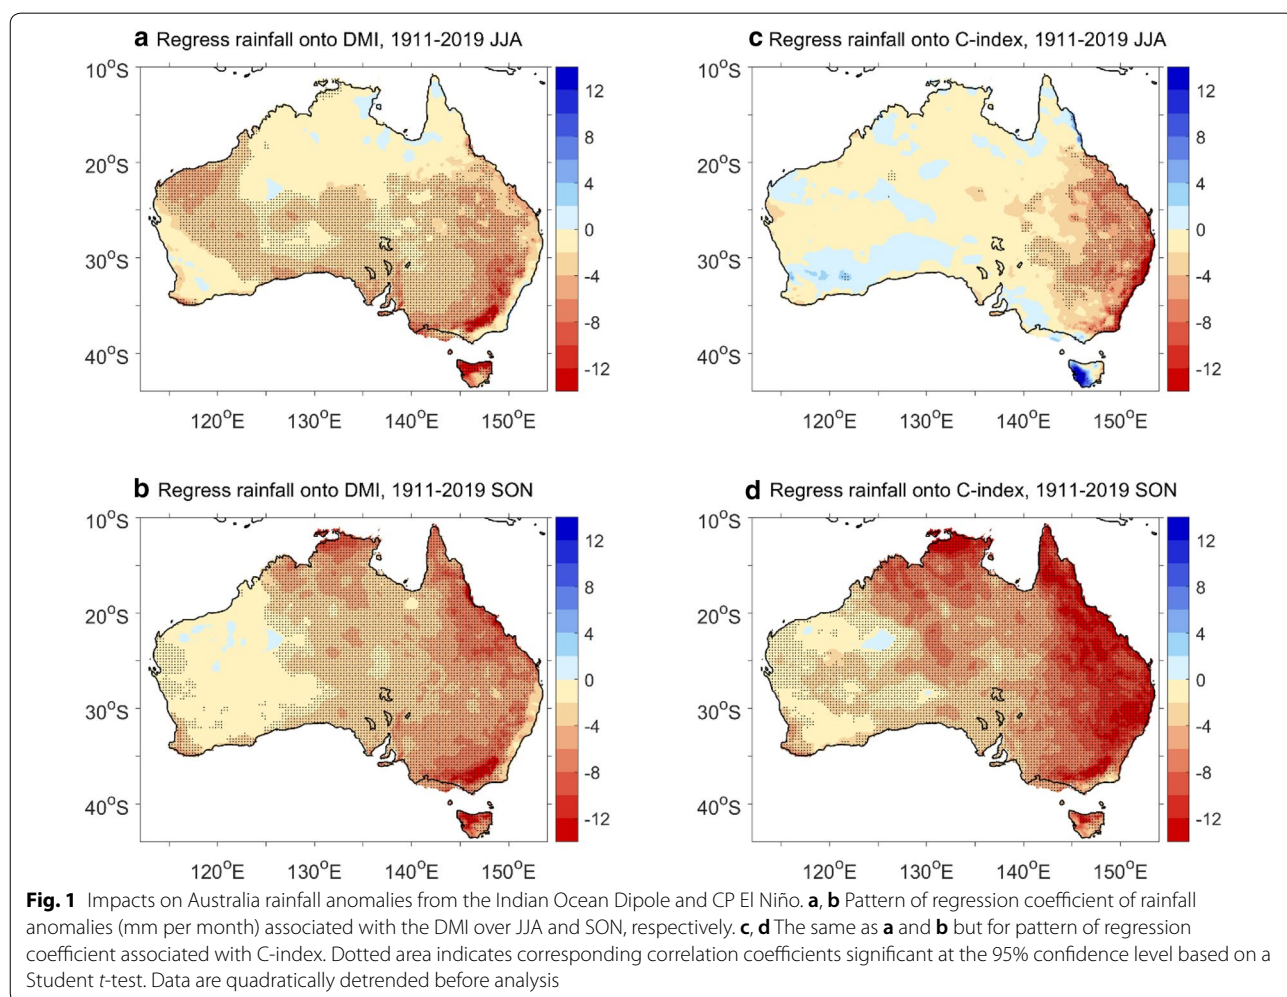 a Regress rainfall onto DMI, 1911-2019 JJA
10°S
20°S
30°S
40°S
120°E 130°E 140°E 150°E
12
8
4
0
-4
-8
-12
c Regress rainfall onto C-index, 1911-2019 JJA
10°S
20°S
30°S
40°S
120°E 130°E 140°E 150°E
12
8
4
0
-4
-8
-12
b Regress rainfall onto DMI, 1911-2019 SON
10°S
20°S
30°S
40°S
120°E 130°E 140°E 150°E
12
8
4
0
-4
-8
-12
d Regress rainfall onto C-index, 1911-2019 SON
10°S
20°S
30°S
40°S
120°E 130°E 140°E 150°E
12
8
4
0
-4
-8
-12
Fig. 1 Impacts on Australia rainfall anomalies from the Indian Ocean Dipole and CP El Niño. a, b Pattern of regression coefficient of rainfall
anomalies (mm per month) associated with the DMI over JJA and SON, respectively. c, d The same as a and b but for pattern of regression
coefficient associated with C-index. Dotted area indicates corresponding correlation coefficients significant at the 95% confidence level based on a
Student t-test. Data are quadratically detrended before analysis